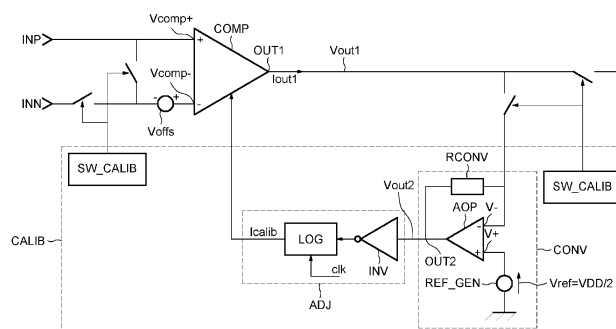 Vcomp+
COMP
INP
OUT1
Vout1
Vcomp-
Iout1
INN
Voffs
SW_CALIB
RCONV
SW_CALIB
Vout2
AOP
V-
V+
CALIB
Icalib
LOG
OUT2
CONV
clk
INV
REF_GEN
Vref=VDD/2
ADJ